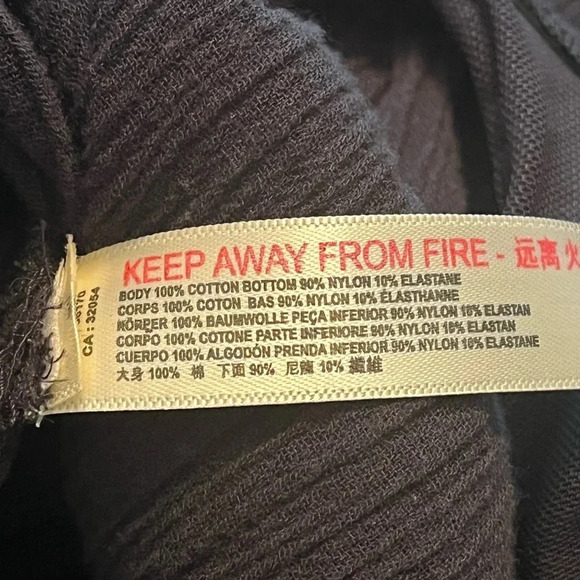 KEEP AWAY FROM FIRE - 远离火
BODY 100% COTTON BOTTOM 90% NYLON 10% ELASTANE
CORPS 100% COTON BAS 90% NYLON 10% ELASTHANNE
KÖRPER 100% BAUMWOLLE PEÇA INFERIOR 90% NYLON 10% ELASTAN
CORPO 100% COTONE PARTE INFERIORE 90% NYLON 10% ELASTAN
CUERPO 100% ALGODÓN PRENDA INFERIOR 90% NYLON 10% ELASTAN
大身 100% 棉 下面 90% 尼龍 10% 纖維
CA : 32054